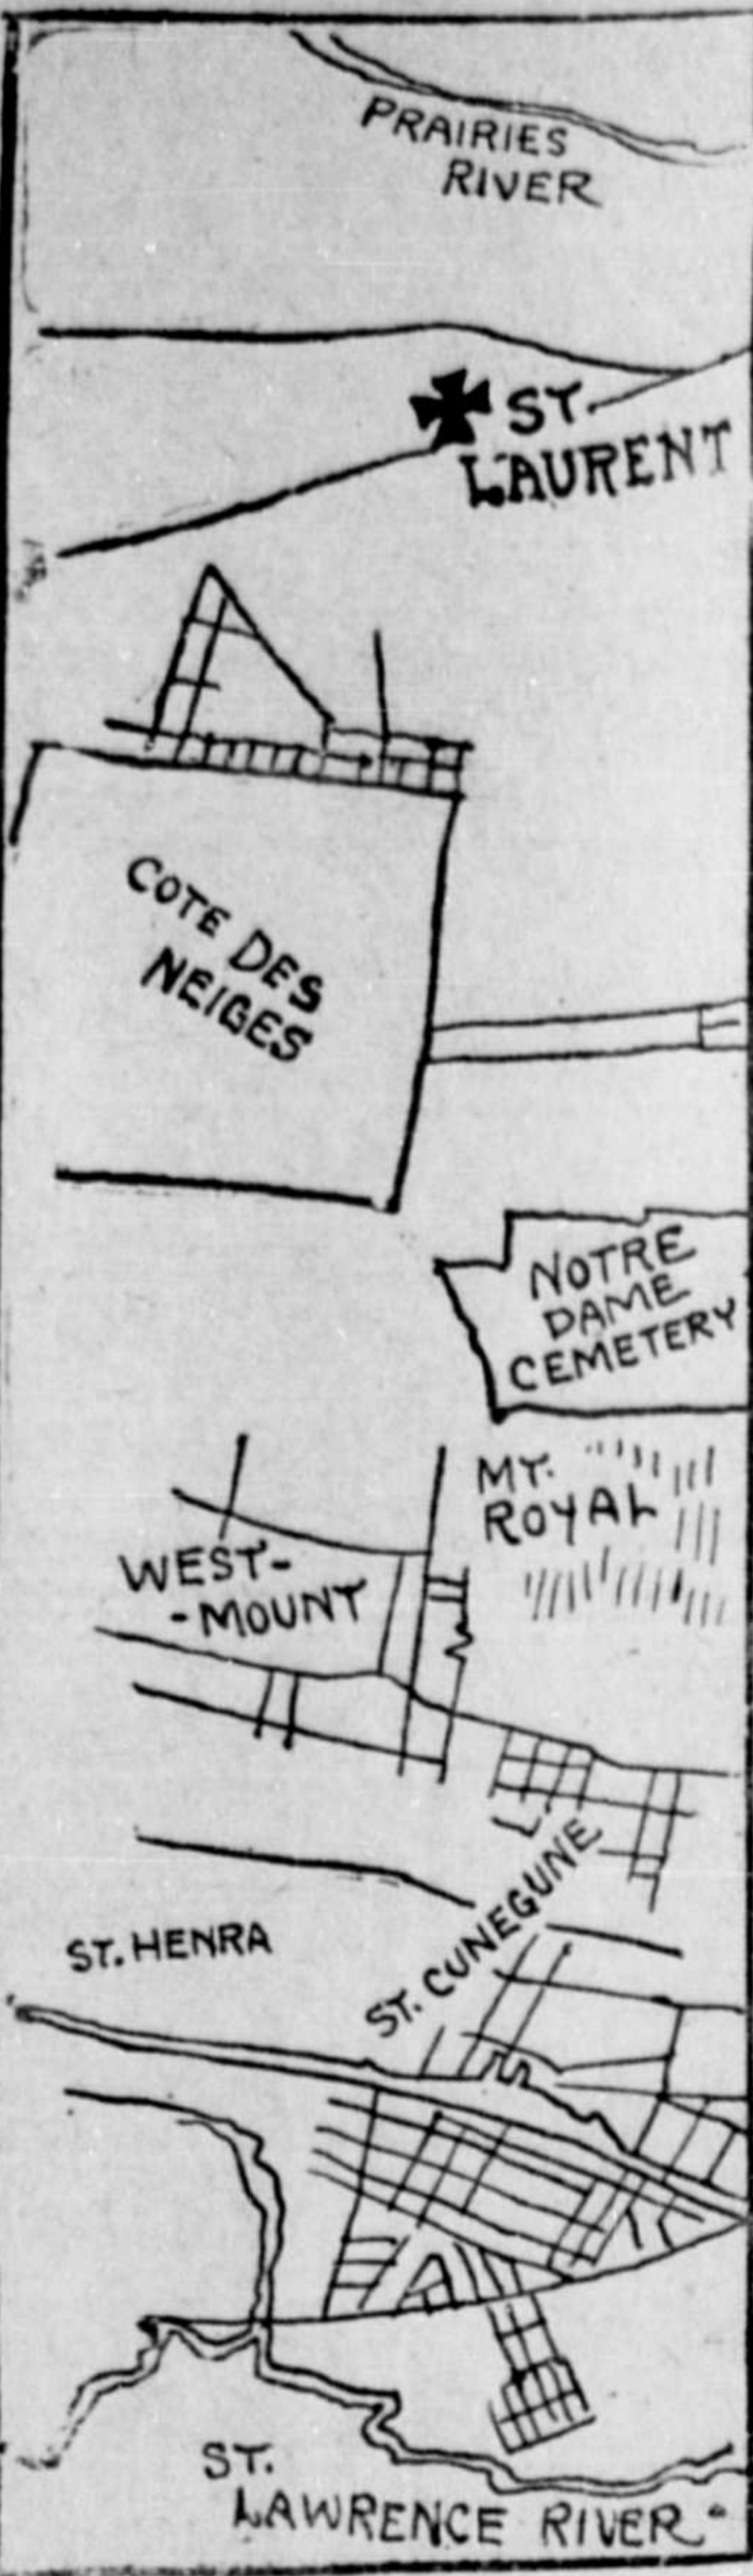 PRAIRIES
RIVER
ST.
LAURENT
COTE DES
NEIGES
NOTRE
DAME
CEMETERY
MT.
ROYAL
WEST-
-MOUNT
ST. CUNEGUNE
ST. HENRA
ST.
LAWRENCE RIVER